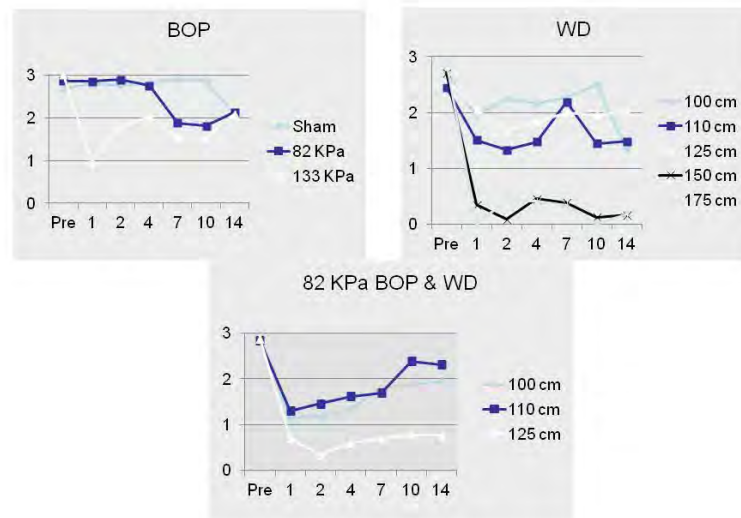 BOP
3
2
1
0
Pre 1 2 4 7 10 14
Sham
82 KPa
133 KPa
WD
3
2
1
0
Pre 1 2 4 7 10 14
100 cm
110 cm
125 cm
150 cm
175 cm
82 KPa BOP & WD
3
2
1
0
Pre 1 2 4 7 10 14
100 cm
110 cm
125 cm